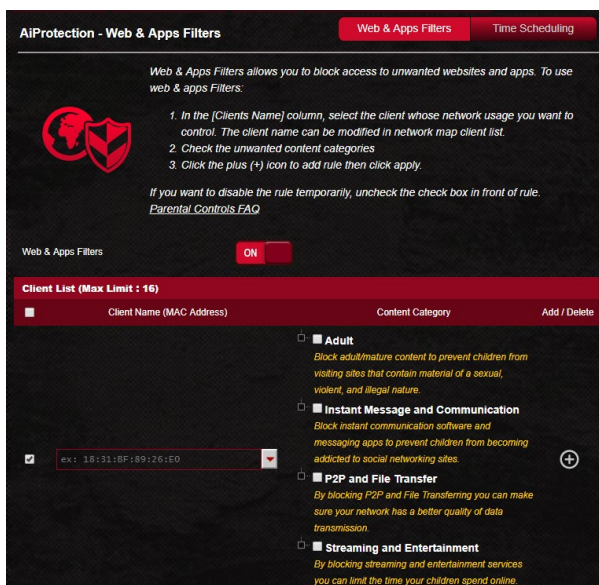 AiProtection - Web & Apps Filters
Web & Apps Filters
Time Scheduling
Web & Apps Filters allows you to block access to unwanted websites and apps. To use
web & apps Filters:
1. In the [Clients Name] column, select the client whose network usage you want to
control. The client name can be modified in network map client list.
2. Check the unwanted content categories
3. Click the plus (+) icon to add rule then click apply.
If you want to disable the rule temporarily, uncheck the check box in front of rule.
Parental Controls FAQ
Web & Apps Filters
ON
Client List (Max Limit : 16)
Client Name (MAC Address)
Content Category
Add / Delete
Adult
Block adult/mature content to prevent children from
visiting sites that contain material of a sexual,
violent, and illegal nature.
Instant Message and Communication
Block instant communication software and
messaging apps to prevent children from becoming
addicted to social networking sites.
ex: 18:31:BF:89:26:E0
P2P and File Transfer
By blocking P2P and File Transferring you can make
sure your network has a better quality of data
transmission.
Streaming and Entertainment
By blocking streaming and entertainment services
you can limit the time your children spend online.